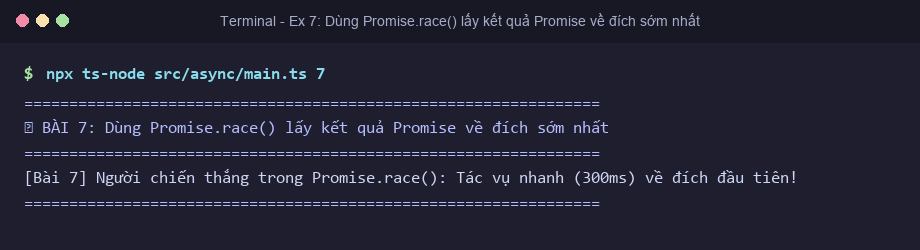 Terminal - Ex 7: Dùng Promise.race() lấy kết quả Promise về đích sớm nhất
$ npx ts-node src/async/main.ts 7
================================================================
BÀI 7: Dùng Promise.race() lấy kết quả Promise về đích sớm nhất
================================================================
[Bài 7] Người chiến thắng trong Promise.race(): Tác vụ nhanh (300ms) về đích đầu tiên!
================================================================